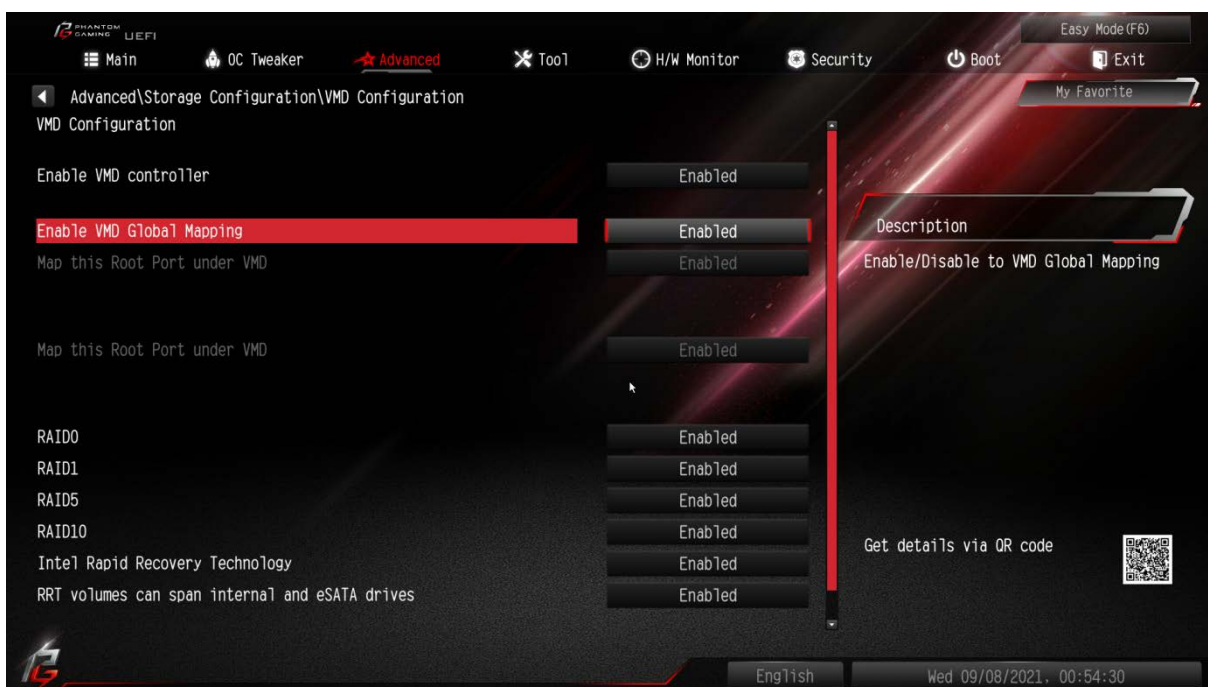 PHANTOM GAMING UEFI
Easy Mode(F6)
Main OC Tweaker Advanced Tool H/W Monitor Security Boot Exit
Advanced\Storage Configuration\VMD Configuration
My Favorite
VMD Configuration
Enable VMD controller Enabled
Enable VMD Global Mapping Enabled
Description
Map this Root Port under VMD Enabled
Enable/Disable to VMD Global Mapping
Map this Root Port under VMD Enabled
RAID0 Enabled
RAID1 Enabled
RAID5 Enabled
RAID10 Enabled
Get details via QR code
Intel Rapid Recovery Technology Enabled
RRT volumes can span internal and eSATA drives Enabled
English
Wed 09/08/2021. 00:54:30